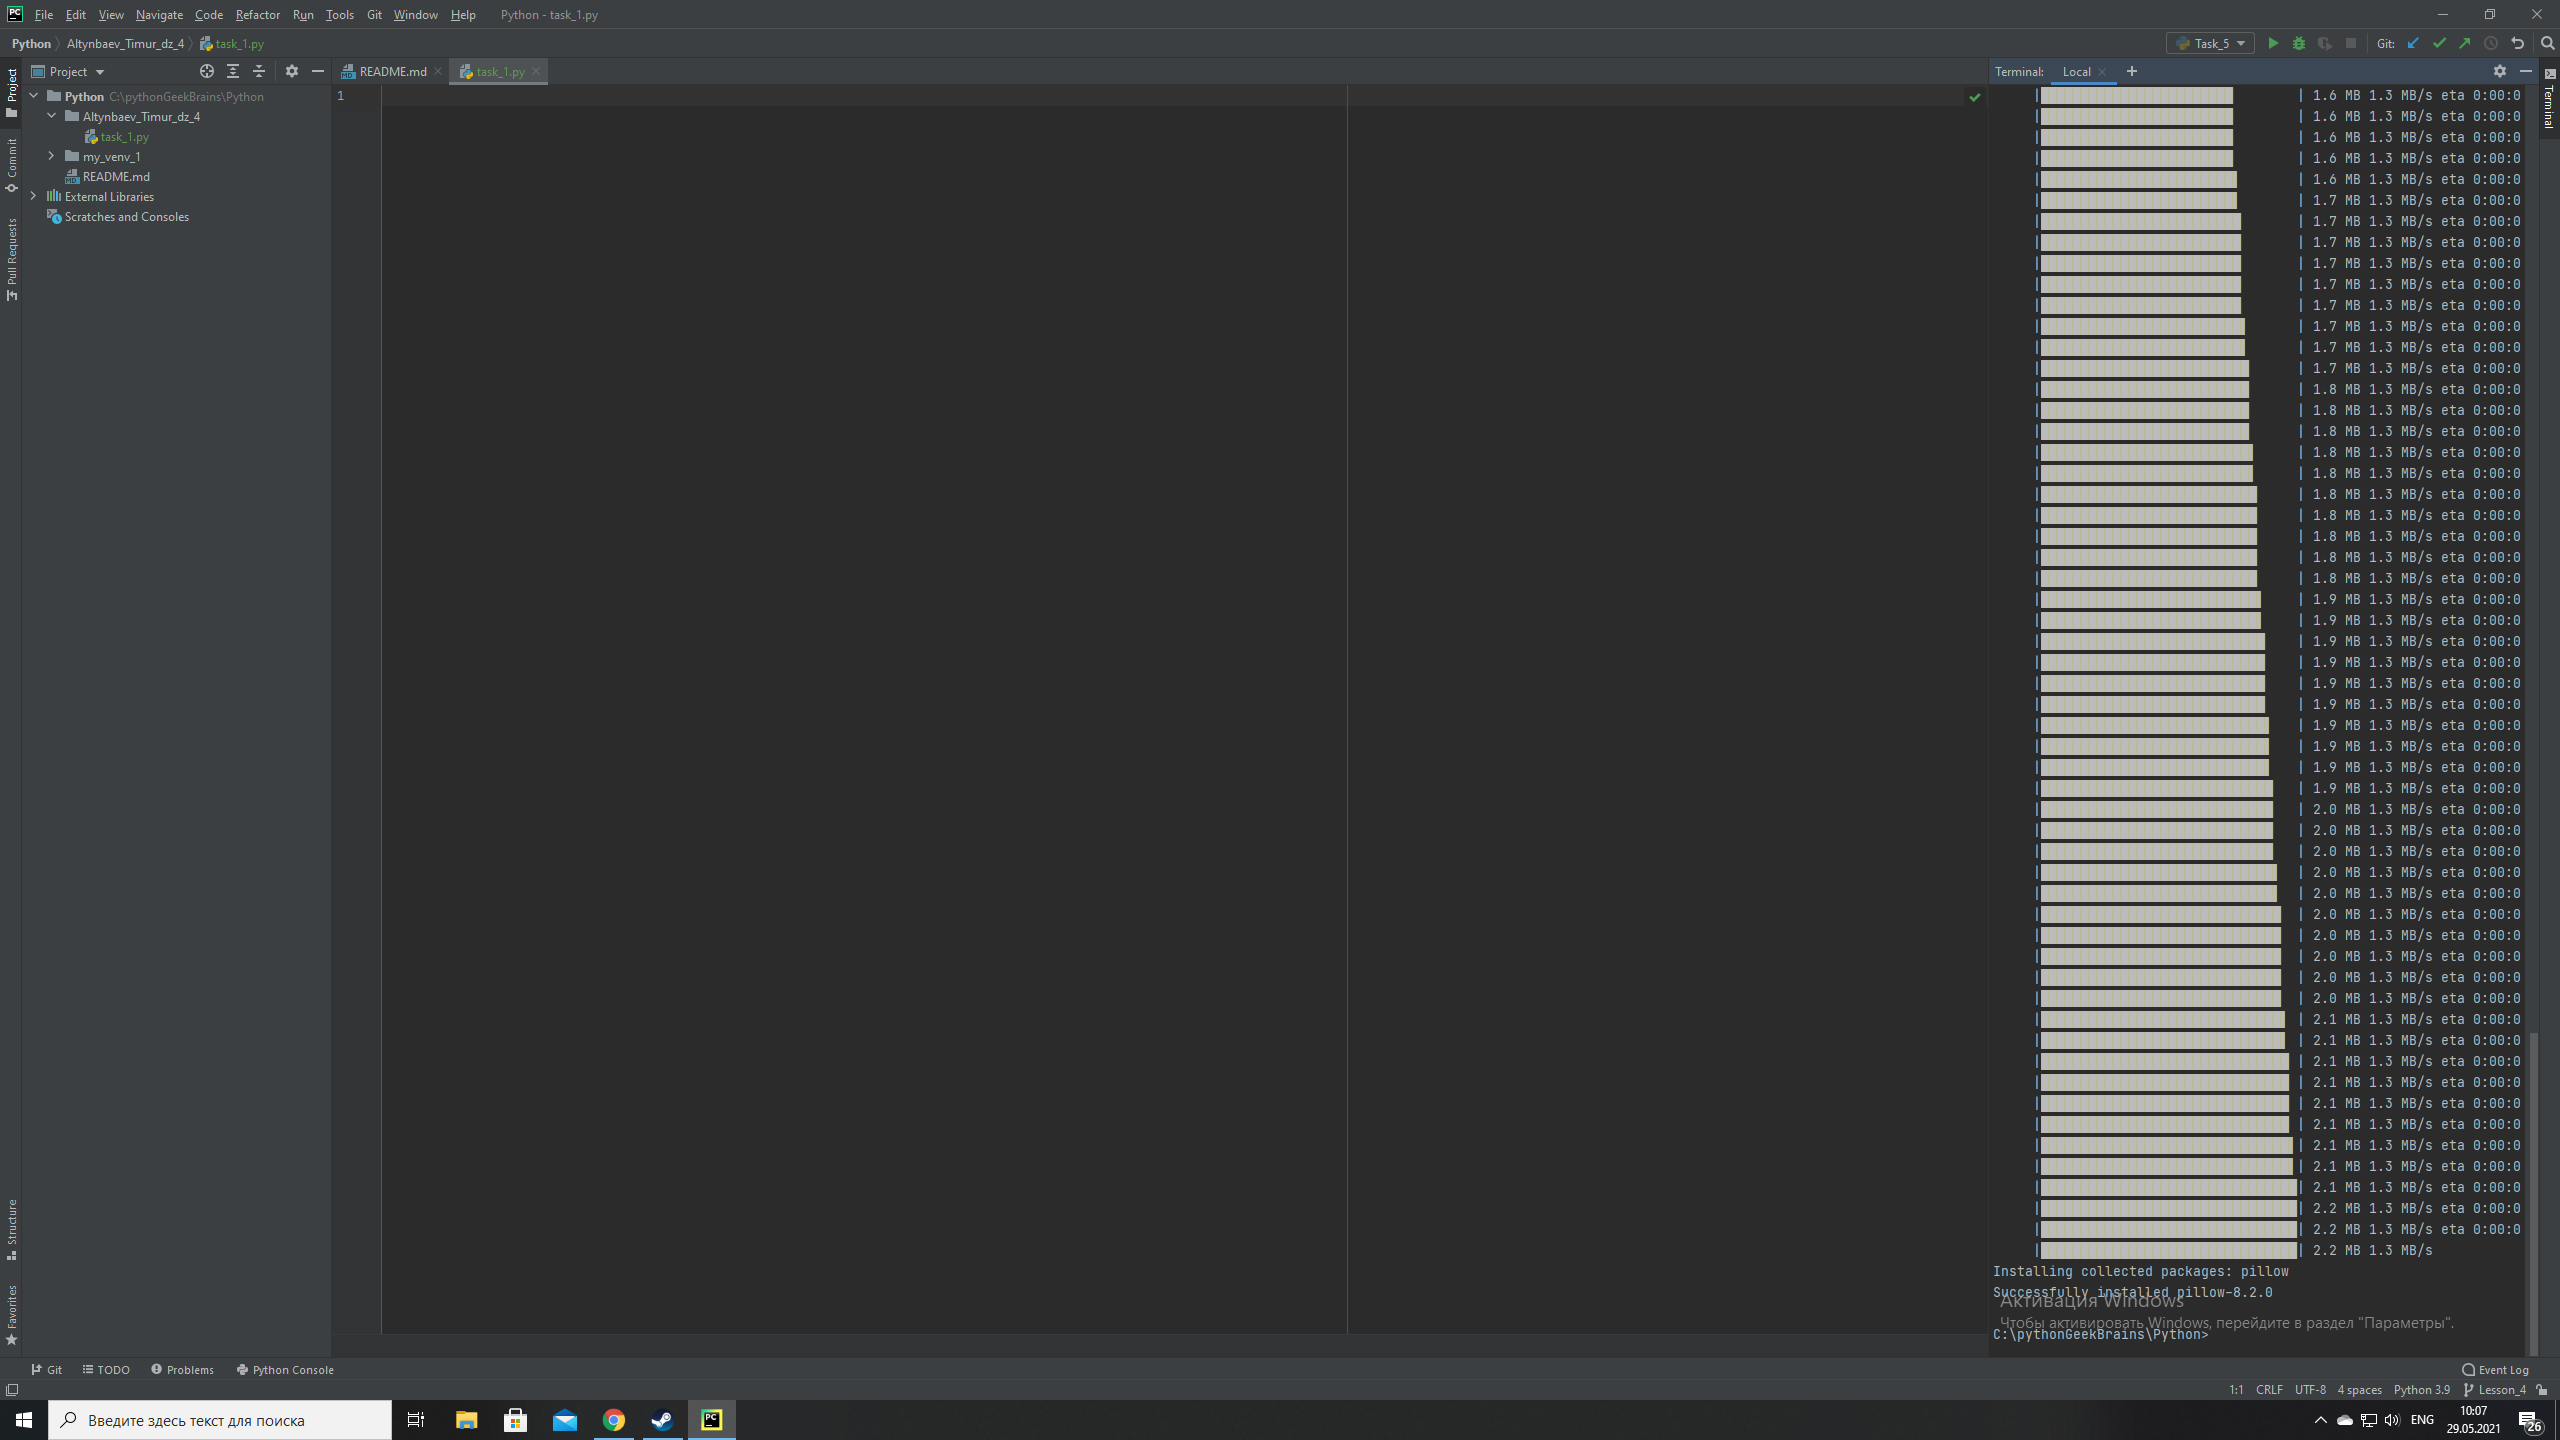 File Edit View Navigate Code Refactor Run Tools Git Window Help Python - task_1.py
Python Altynbaev_Timur_dz_4 task_1.py Task_5 Git:
Project README.md task_1.py Terminal: Local
Project
Commit
Pull Requests
Structure
Favorites
Terminal
Python C:\pythonGeekBrains\Python
Altynbaev_Timur_dz_4
task_1.py
my_venv_1
README.md
External Libraries
Scratches and Consoles
1
| 1.6 MB 1.3 MB/s eta 0:00:0
| 1.6 MB 1.3 MB/s eta 0:00:0
| 1.6 MB 1.3 MB/s eta 0:00:0
| 1.6 MB 1.3 MB/s eta 0:00:0
| 1.6 MB 1.3 MB/s eta 0:00:0
| 1.7 MB 1.3 MB/s eta 0:00:0
| 1.7 MB 1.3 MB/s eta 0:00:0
| 1.7 MB 1.3 MB/s eta 0:00:0
| 1.7 MB 1.3 MB/s eta 0:00:0
| 1.7 MB 1.3 MB/s eta 0:00:0
| 1.7 MB 1.3 MB/s eta 0:00:0
| 1.7 MB 1.3 MB/s eta 0:00:0
| 1.7 MB 1.3 MB/s eta 0:00:0
| 1.7 MB 1.3 MB/s eta 0:00:0
| 1.8 MB 1.3 MB/s eta 0:00:0
| 1.8 MB 1.3 MB/s eta 0:00:0
| 1.8 MB 1.3 MB/s eta 0:00:0
| 1.8 MB 1.3 MB/s eta 0:00:0
| 1.8 MB 1.3 MB/s eta 0:00:0
| 1.8 MB 1.3 MB/s eta 0:00:0
| 1.8 MB 1.3 MB/s eta 0:00:0
| 1.8 MB 1.3 MB/s eta 0:00:0
| 1.8 MB 1.3 MB/s eta 0:00:0
| 1.8 MB 1.3 MB/s eta 0:00:0
| 1.9 MB 1.3 MB/s eta 0:00:0
| 1.9 MB 1.3 MB/s eta 0:00:0
| 1.9 MB 1.3 MB/s eta 0:00:0
| 1.9 MB 1.3 MB/s eta 0:00:0
| 1.9 MB 1.3 MB/s eta 0:00:0
| 1.9 MB 1.3 MB/s eta 0:00:0
| 1.9 MB 1.3 MB/s eta 0:00:0
| 1.9 MB 1.3 MB/s eta 0:00:0
| 1.9 MB 1.3 MB/s eta 0:00:0
| 1.9 MB 1.3 MB/s eta 0:00:0
| 2.0 MB 1.3 MB/s eta 0:00:0
| 2.0 MB 1.3 MB/s eta 0:00:0
| 2.0 MB 1.3 MB/s eta 0:00:0
| 2.0 MB 1.3 MB/s eta 0:00:0
| 2.0 MB 1.3 MB/s eta 0:00:0
| 2.0 MB 1.3 MB/s eta 0:00:0
| 2.0 MB 1.3 MB/s eta 0:00:0
| 2.0 MB 1.3 MB/s eta 0:00:0
| 2.0 MB 1.3 MB/s eta 0:00:0
| 2.0 MB 1.3 MB/s eta 0:00:0
| 2.1 MB 1.3 MB/s eta 0:00:0
| 2.1 MB 1.3 MB/s eta 0:00:0
| 2.1 MB 1.3 MB/s eta 0:00:0
| 2.1 MB 1.3 MB/s eta 0:00:0
| 2.1 MB 1.3 MB/s eta 0:00:0
| 2.1 MB 1.3 MB/s eta 0:00:0
| 2.1 MB 1.3 MB/s eta 0:00:0
| 2.1 MB 1.3 MB/s eta 0:00:0
| 2.1 MB 1.3 MB/s eta 0:00:0
| 2.2 MB 1.3 MB/s eta 0:00:0
| 2.2 MB 1.3 MB/s eta 0:00:0
| 2.2 MB 1.3 MB/s
Installing collected packages: pillow
Successfully installed pillow-8.2.0
Активация Windows
Чтобы активировать Windows, перейдите в раздел "Параметры".
C:\pythonGeekBrains\Python>
Git TODO Problems Python Console Event Log
1:1 CRLF UTF-8 4 spaces Python 3.9 Lesson_4
Введите здесь текст для поиска
ENG
10:07
29.05.2021
26